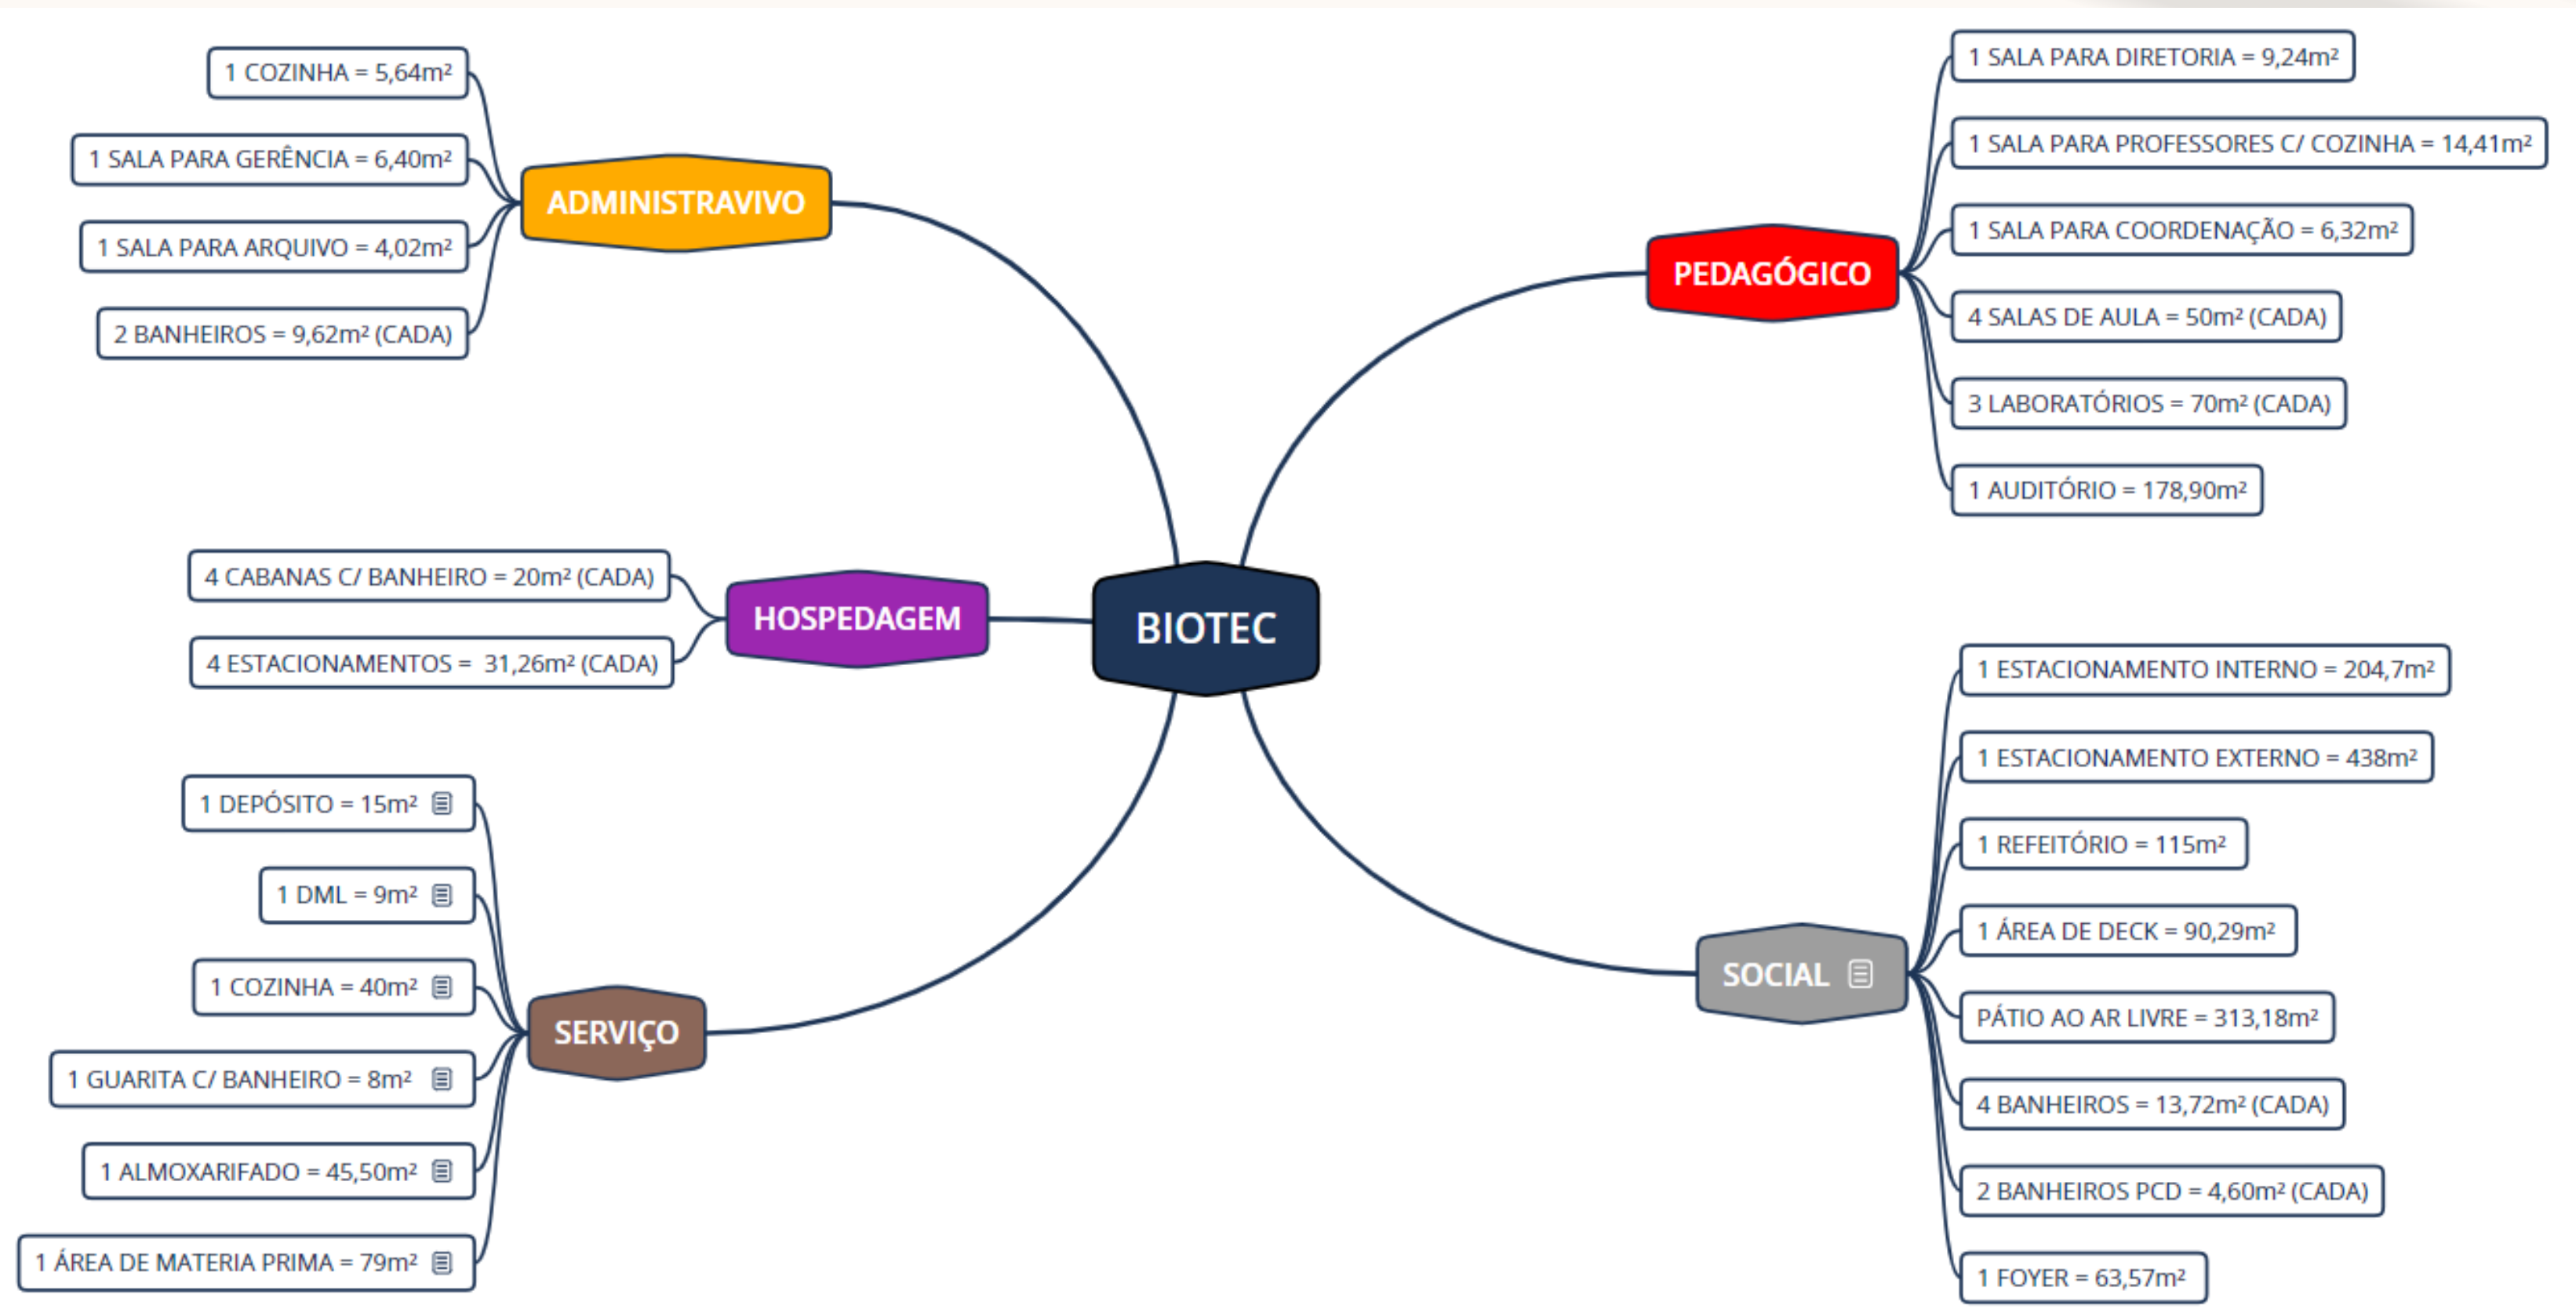 1 COZINHA = 5,64m²
1 SALA PARA GERÊNCIA = 6,40m²
1 SALA PARA ARQUIVO = 4,02m²
2 BANHEIROS = 9,62m² (CADA)
ADMINISTRAVIVO
4 CABANAS C/ BANHEIRO = 20m² (CADA)
4 ESTACIONAMENTOS =  31,26m² (CADA)
HOSPEDAGEM
1 DEPÓSITO = 15m²
1 DML = 9m²
1 COZINHA = 40m²
1 GUARITA C/ BANHEIRO = 8m²
1 ALMOXARIFADO = 45,50m²
1 ÁREA DE MATERIA PRIMA = 79m²
SERVIÇO
BIOTEC
PEDAGÓGICO
1 SALA PARA DIRETORIA = 9,24m²
1 SALA PARA PROFESSORES C/ COZINHA = 14,41m²
1 SALA PARA COORDENAÇÃO = 6,32m²
4 SALAS DE AULA = 50m² (CADA)
3 LABORATÓRIOS = 70m² (CADA)
1 AUDITÓRIO = 178,90m²
SOCIAL
1 ESTACIONAMENTO INTERNO = 204,7m²
1 ESTACIONAMENTO EXTERNO = 438m²
1 REFEITÓRIO = 115m²
1 ÁREA DE DECK = 90,29m²
PÁTIO AO AR LIVRE = 313,18m²
4 BANHEIROS = 13,72m² (CADA)
2 BANHEIROS PCD = 4,60m² (CADA)
1 FOYER = 63,57m²